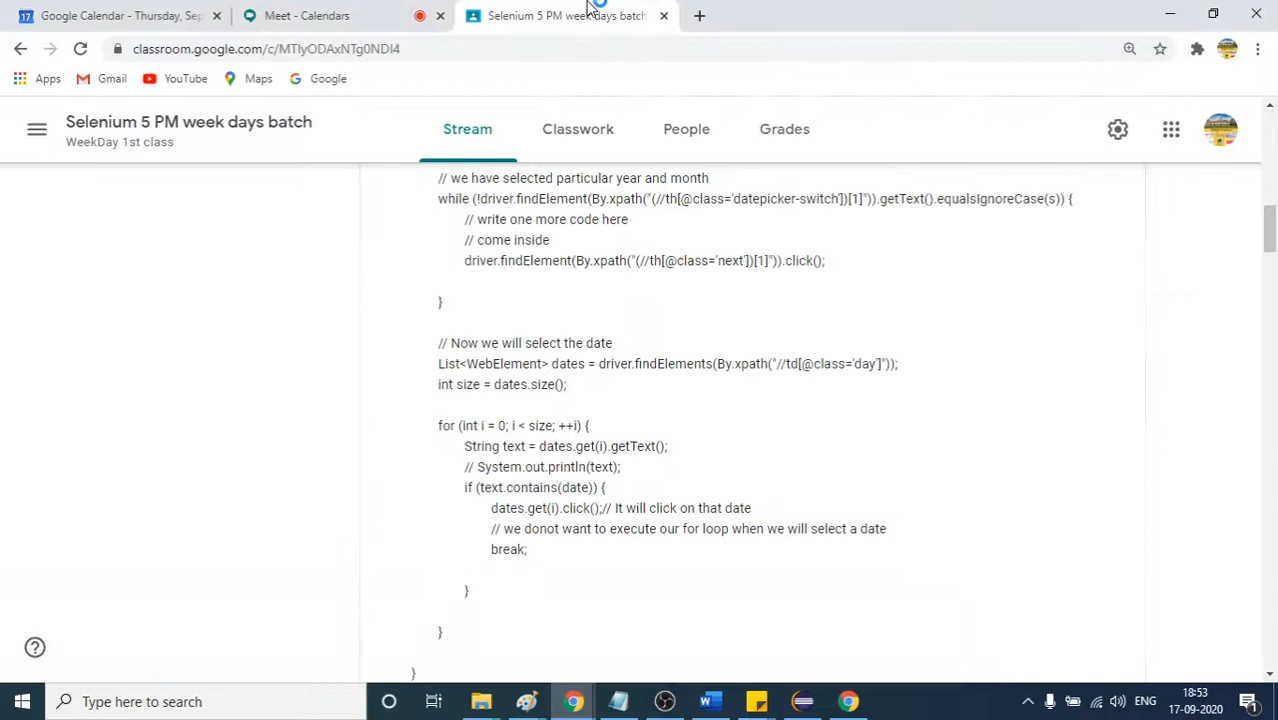 Google Calendar - Thursday, Sep
Meet - Calendars
Selenium 5 PM week days batch
classroom.google.com/c/MTIyODAxNTg0NDI4
Apps
Gmail
YouTube
Maps
Google
Selenium 5 PM week days batch
WeekDay 1st class
Stream
Classwork
People
Grades
// we have selected particular year and month
while (!driver.findElement(By.xpath("(//th[@class='datepicker-switch'])[1]")).getText().equalsIgnoreCase(s)) {
// write one more code here
// come inside
driver.findElement(By.xpath("(//th[@class='next'])[1]")).click();
}
// Now we will select the date
List<WebElement> dates = driver.findElements(By.xpath("//td[@class='day']"));
int size = dates.size();
for (int i = 0; i < size; ++i) {
String text = dates.get(i).getText();
// System.out.println(text);
if (text.contains(date)) {
dates.get(i).click();// It will click on that date
// we donot want to execute our for loop when we will select a date
break;
}
}
}
Type here to search
ENG
18:53
17-09-2020